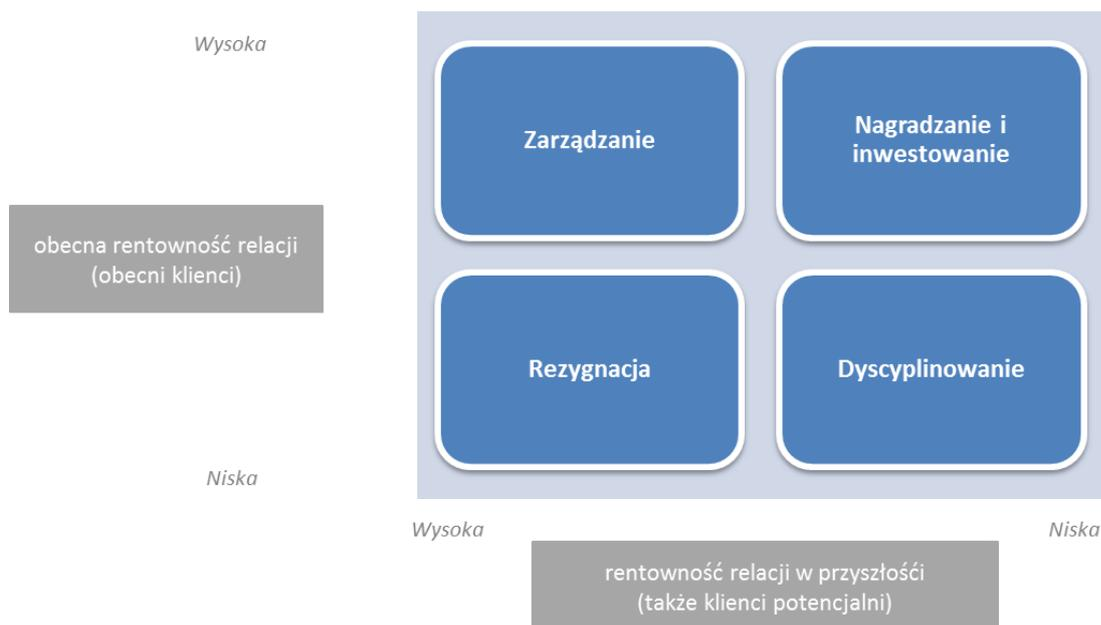 Wysoka
Zarządzanie
Nagradzanie i
inwestowanie
obecna rentowność relacji
(obecni klienci)
Rezygnacja
Dyscyplinowanie
Niska
Wysoka
Niska
rentowność relacji w przyszłośći
(także klienci potencjalni)